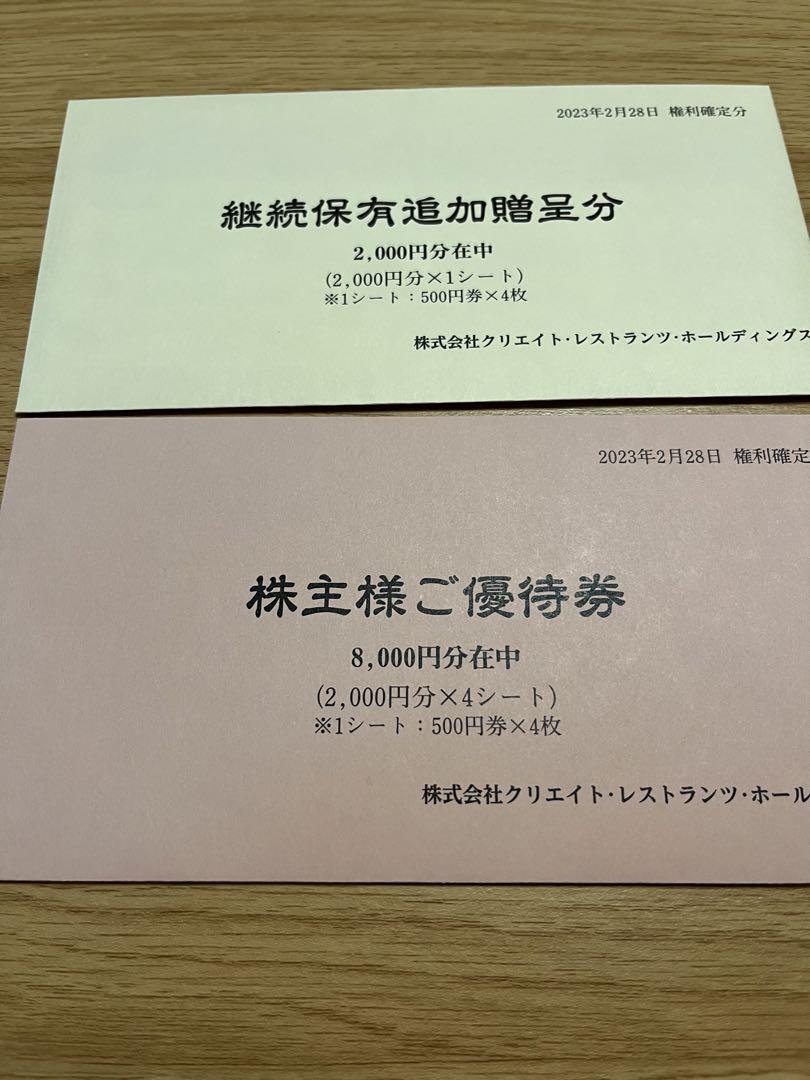 2023年2月28日 権利確定分
継続保有追加贈呈分
2,000円分在中
(2,000円分×1シート)
※1シート：500円券×4枚
株式会社クリエイト・レストランツ・ホールディングス
2023年2月28日 権利確定
株主様ご優待券
8,000円分在中
(2,000円分×4シート)
※1シート：500円券×4枚
株式会社クリエイト・レストランツ・ホール